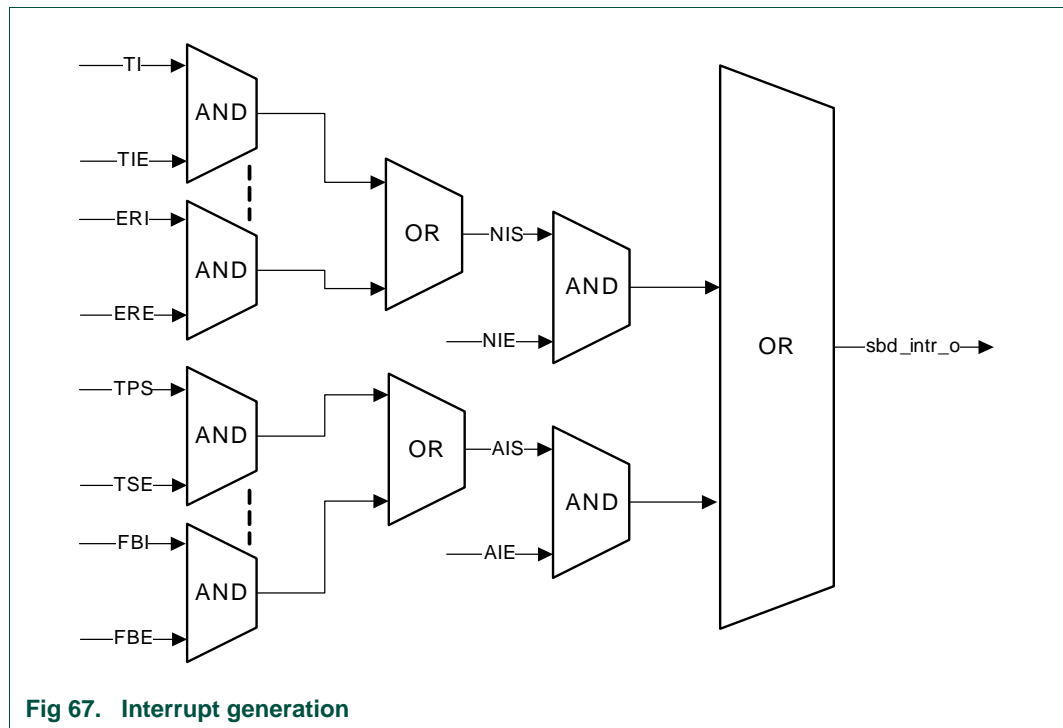 TI
AND
TIE
ERI
AND
ERE
OR
NIS
AND
NIE
TPS
AND
TSE
FBI
AND
FBE
OR
AIS
AND
AIE
OR
sbd_intr_o
Fig 67. Interrupt generation